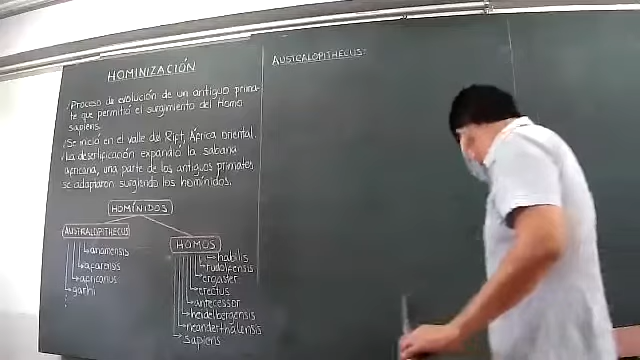 HOMINIZACIÓN
Proceso de evolución de un antiguo prima-
te que permitió el surgimiento del Homo
sapiens.
Se inició en el valle del Rift, África oriental.
La desertificación expandió la sabana
africana, una parte de los antiguos primates
se adaptaron surgiendo los homínidos.
HOMÍNIDOS
AUSTRALOPITHECUS
anamensis
afarensis
africanus
garhi
HOMOS
habilis
rudolfensis
ergaster
erectus
antecessor
heidelbergensis
neanderthalensis
sapiens
AUSTRALOPITHECUS: